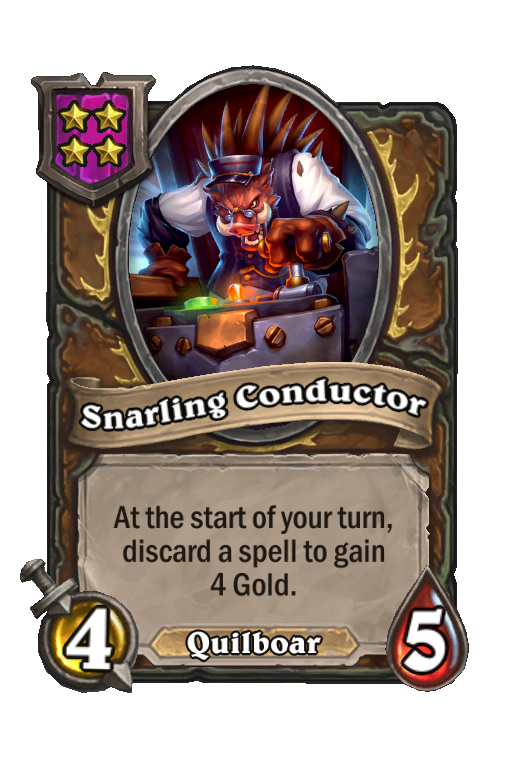 Snarling Conductor
At the start of your turn,
discard a spell to gain
4 Gold.
4
Quilboar
5